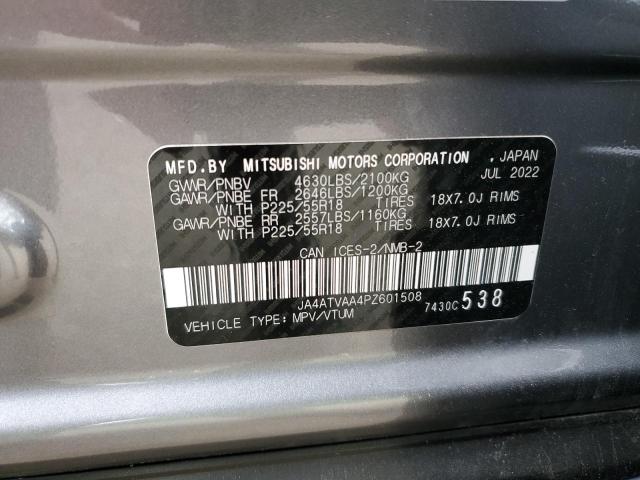 MFD.BY MITSUBISHI MOTORS CORPORATION .JAPAN
GVWR/PNBV 4630LBS/2100KG JUL 2022
GAWR/PNBE FR 2646LBS/1200KG
WITH P225/55R18 TIRES 18X7.0J RIMS
GAWR/PNBE RR 2557LBS/1160KG
WITH P225/55R18 TIRES 18X7.0J RIMS
CAN ICES-2/NMB-2
JA4ATVAA4PZ601508
7430C 538
VEHICLE TYPE:MPV/VTUM